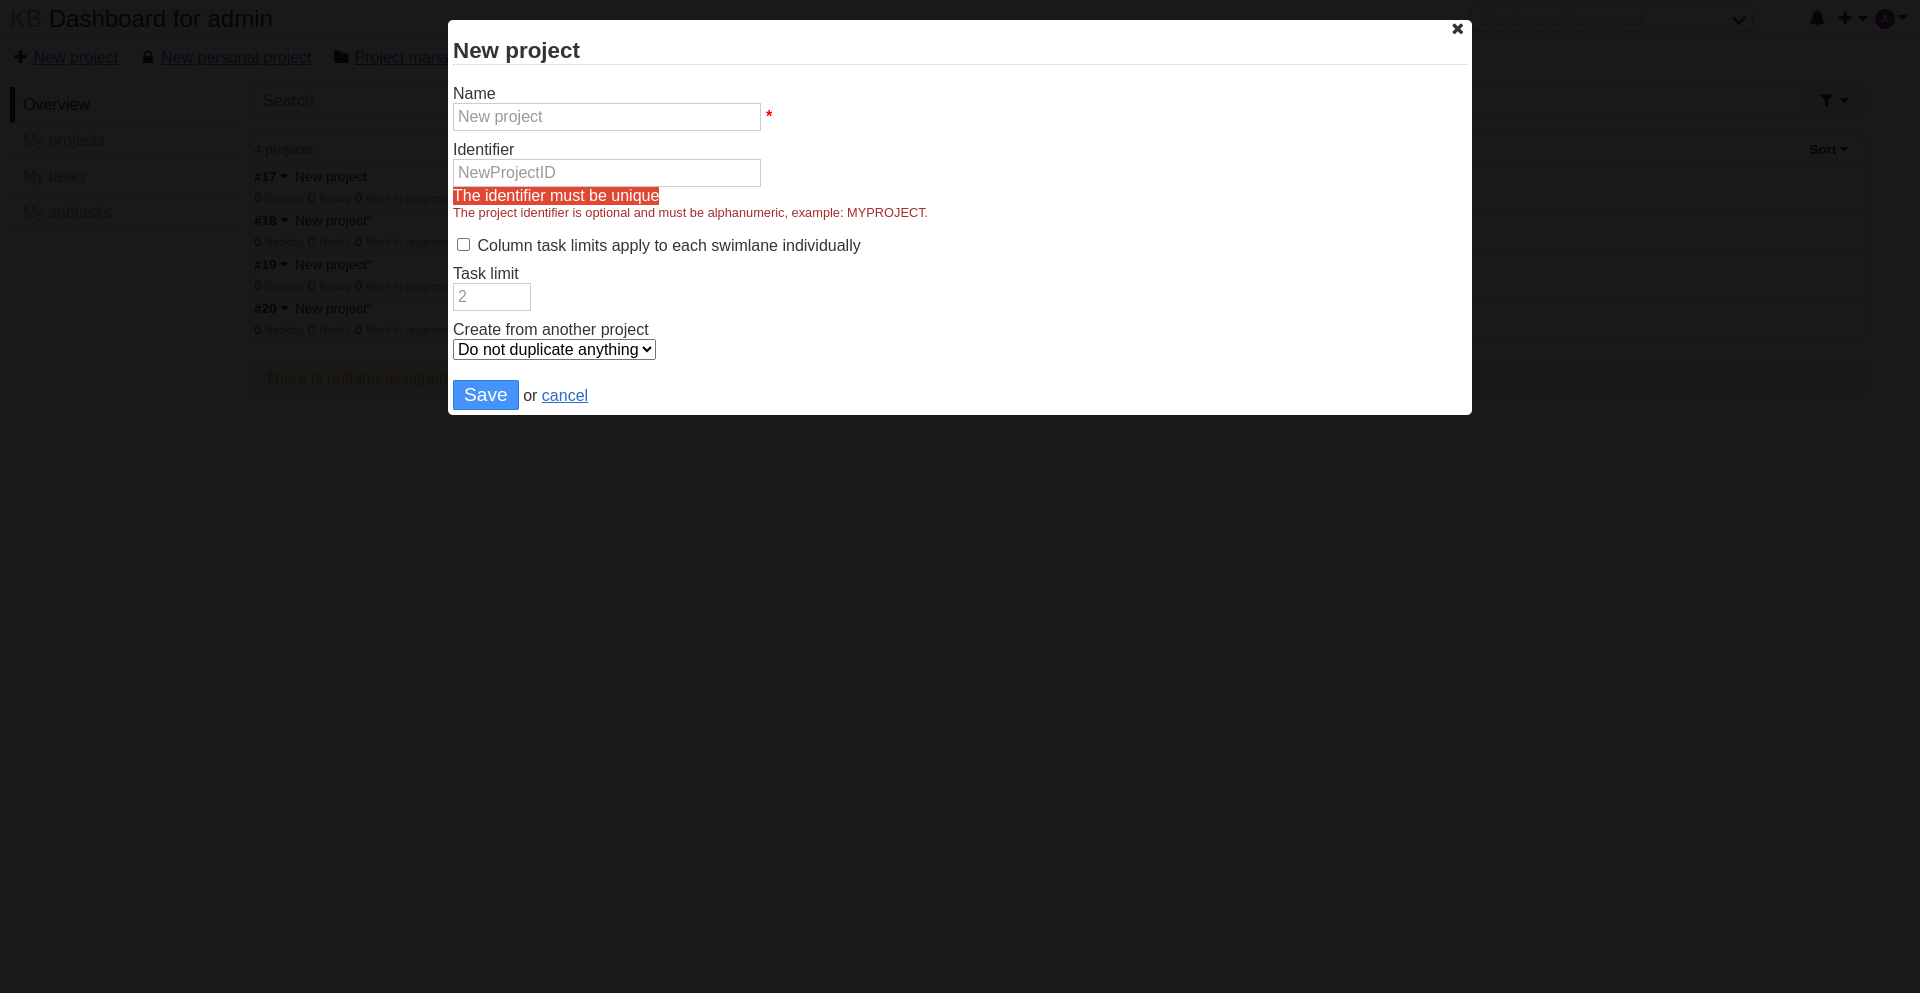 KB Dashboard for admin
New project
New personal project
Project mana
Overview
My projects
My tasks
My subtasks
Search
4 projects
Sort
#17 New project
0 Backlog 0 Ready 0 Work in progress
#18 New project"
0 Backlog 0 Ready 0 Work in progress
#19 New project"
0 Backlog 0 Ready 0 Work in progress
#20 New project"
0 Backlog 0 Ready 0 Work in progress
There is nothing assigned
A
New project
Name
New project *
Identifier
NewProjectID
The identifier must be unique
The project identifier is optional and must be alphanumeric, example: MYPROJECT.
Column task limits apply to each swimlane individually
Task limit
2
Create from another project
Do not duplicate anything
Save or cancel